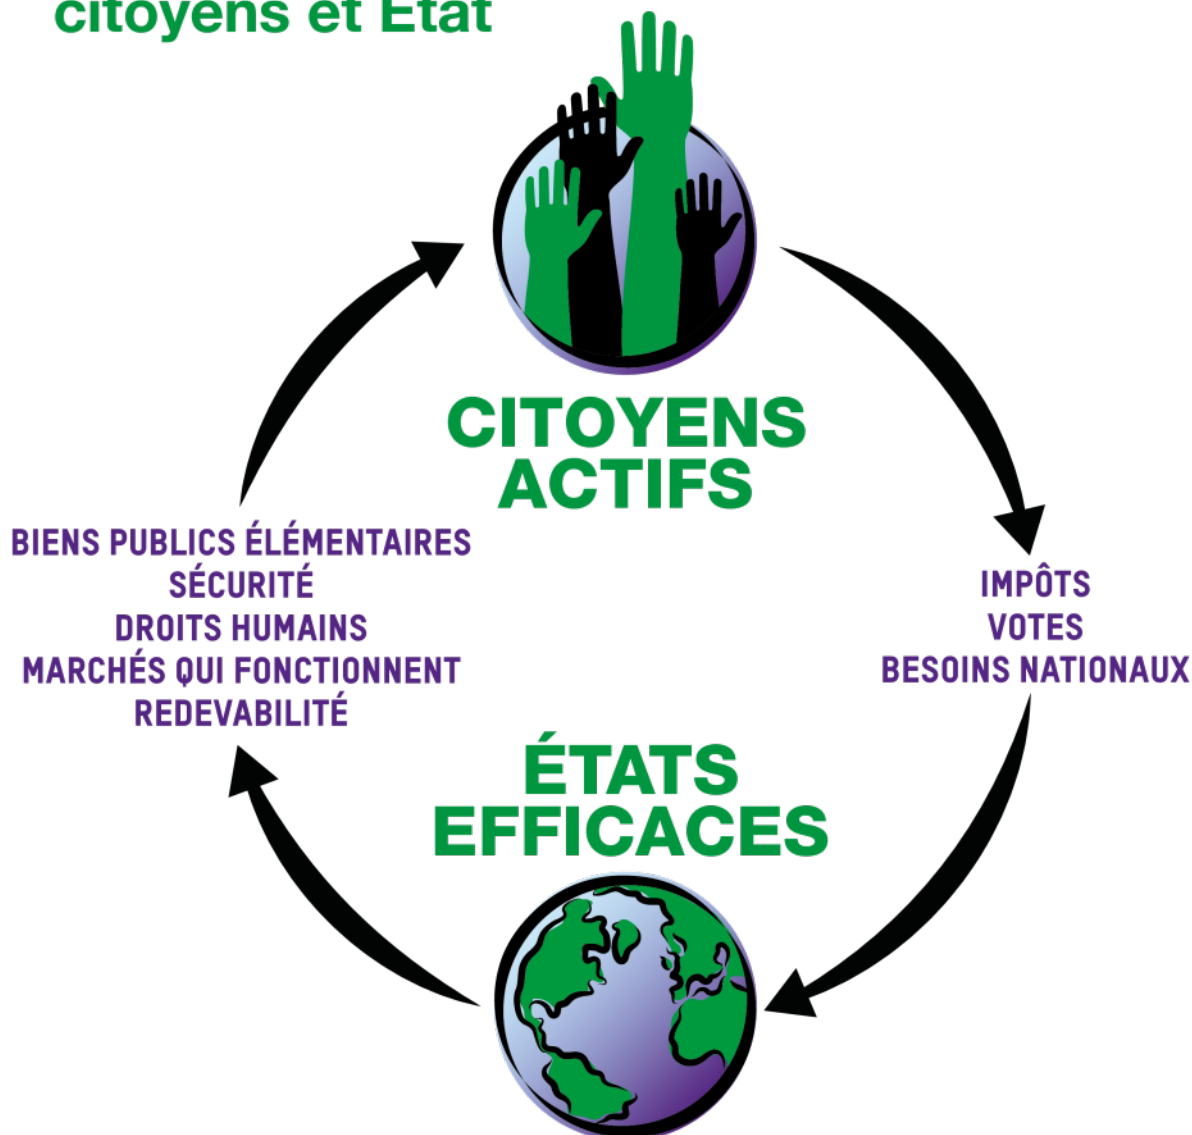 citoyens et État
CITOYENS
ACTIFS
BIENS PUBLICS ÉLÉMENTAIRES
SÉCURITÉ
DROITS HUMAINS
MARCHÉS QUI FONCTIONNENT
REDEVABILITÉ
IMPÔTS
VOTES
BESOINS NATIONAUX
ÉTATS
EFFICACES